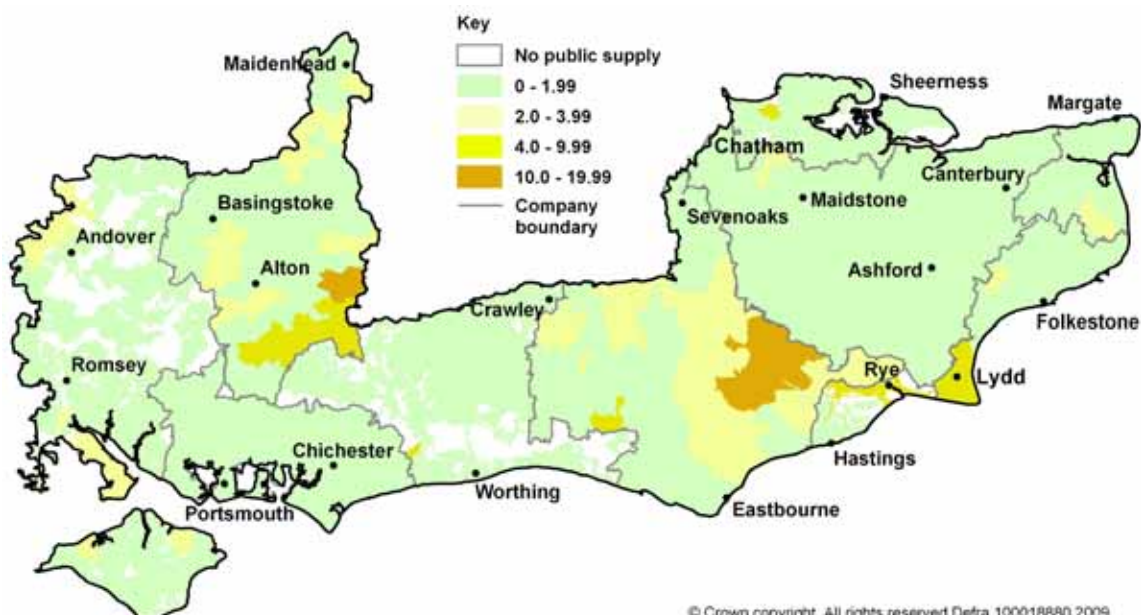 Key
No public supply
0 - 1.99
2.0 - 3.99
4.0 - 9.99
10.0 - 19.99
Company
boundary
Maidenhead
Sheerness
Margate
Chatham
Canterbury
Basingstoke
Sevenoaks
Maidstone
Andover
Alton
Ashford
Crawley
Folkestone
Romsey
Rye
Lydd
Chichester
Hastings
Worthing
Portsmouth
Eastbourne
© Crown copyright. All rights reserved Defra 100018880 2009